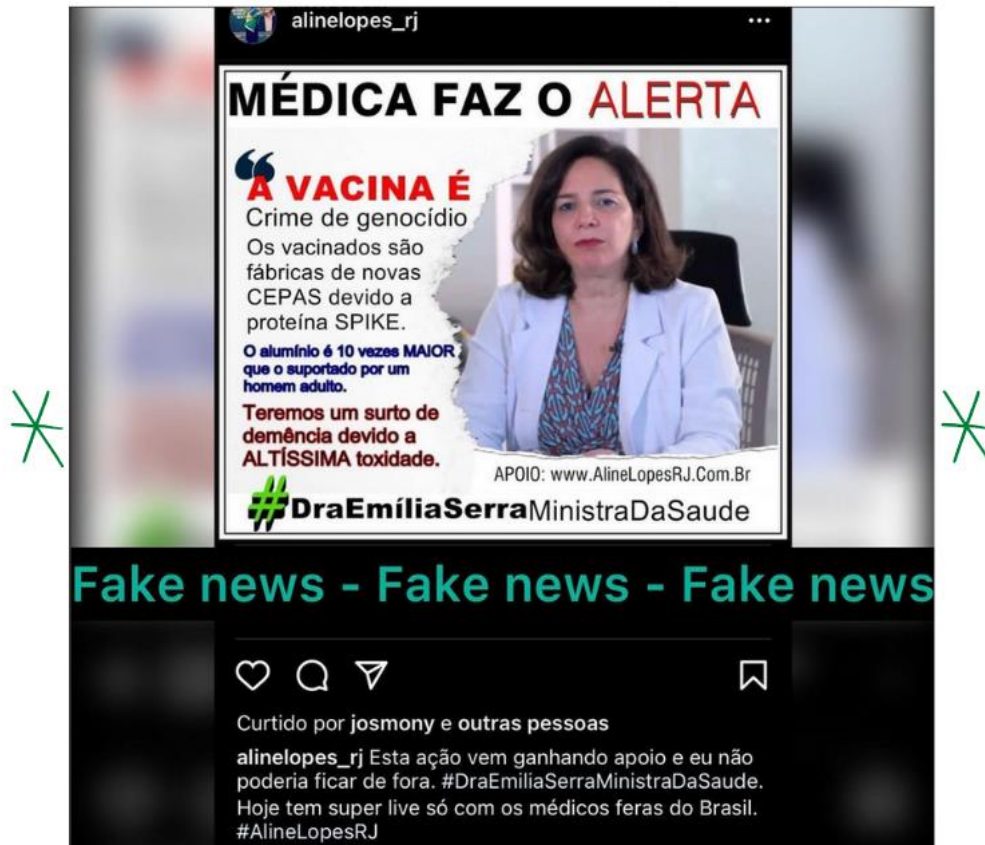 alinelopes_rj
MÉDICA FAZ O ALERTA
“A VACINA É
Crime de genocídio
Os vacinados são
fábricas de novas
CEPAS devido a
proteína SPIKE.
O alumínio é 10 vezes MAIOR
que o suportado por um
homem adulto.
Teremos um surto de
demência devido a
ALTÍSSIMA toxidade.
APOIO: www.AlineLopesRJ.Com.Br
#DraEmíliaSerraMinistraDaSaude
Fake news - Fake news - Fake news
Curtido por josmony e outras pessoas
alinelopes_rj Esta ação vem ganhando apoio e eu não
poderia ficar de fora. #DraEmiliaSerraMinistraDaSaude.
Hoje tem super live só com os médicos feras do Brasil.
#AlineLopesRJ